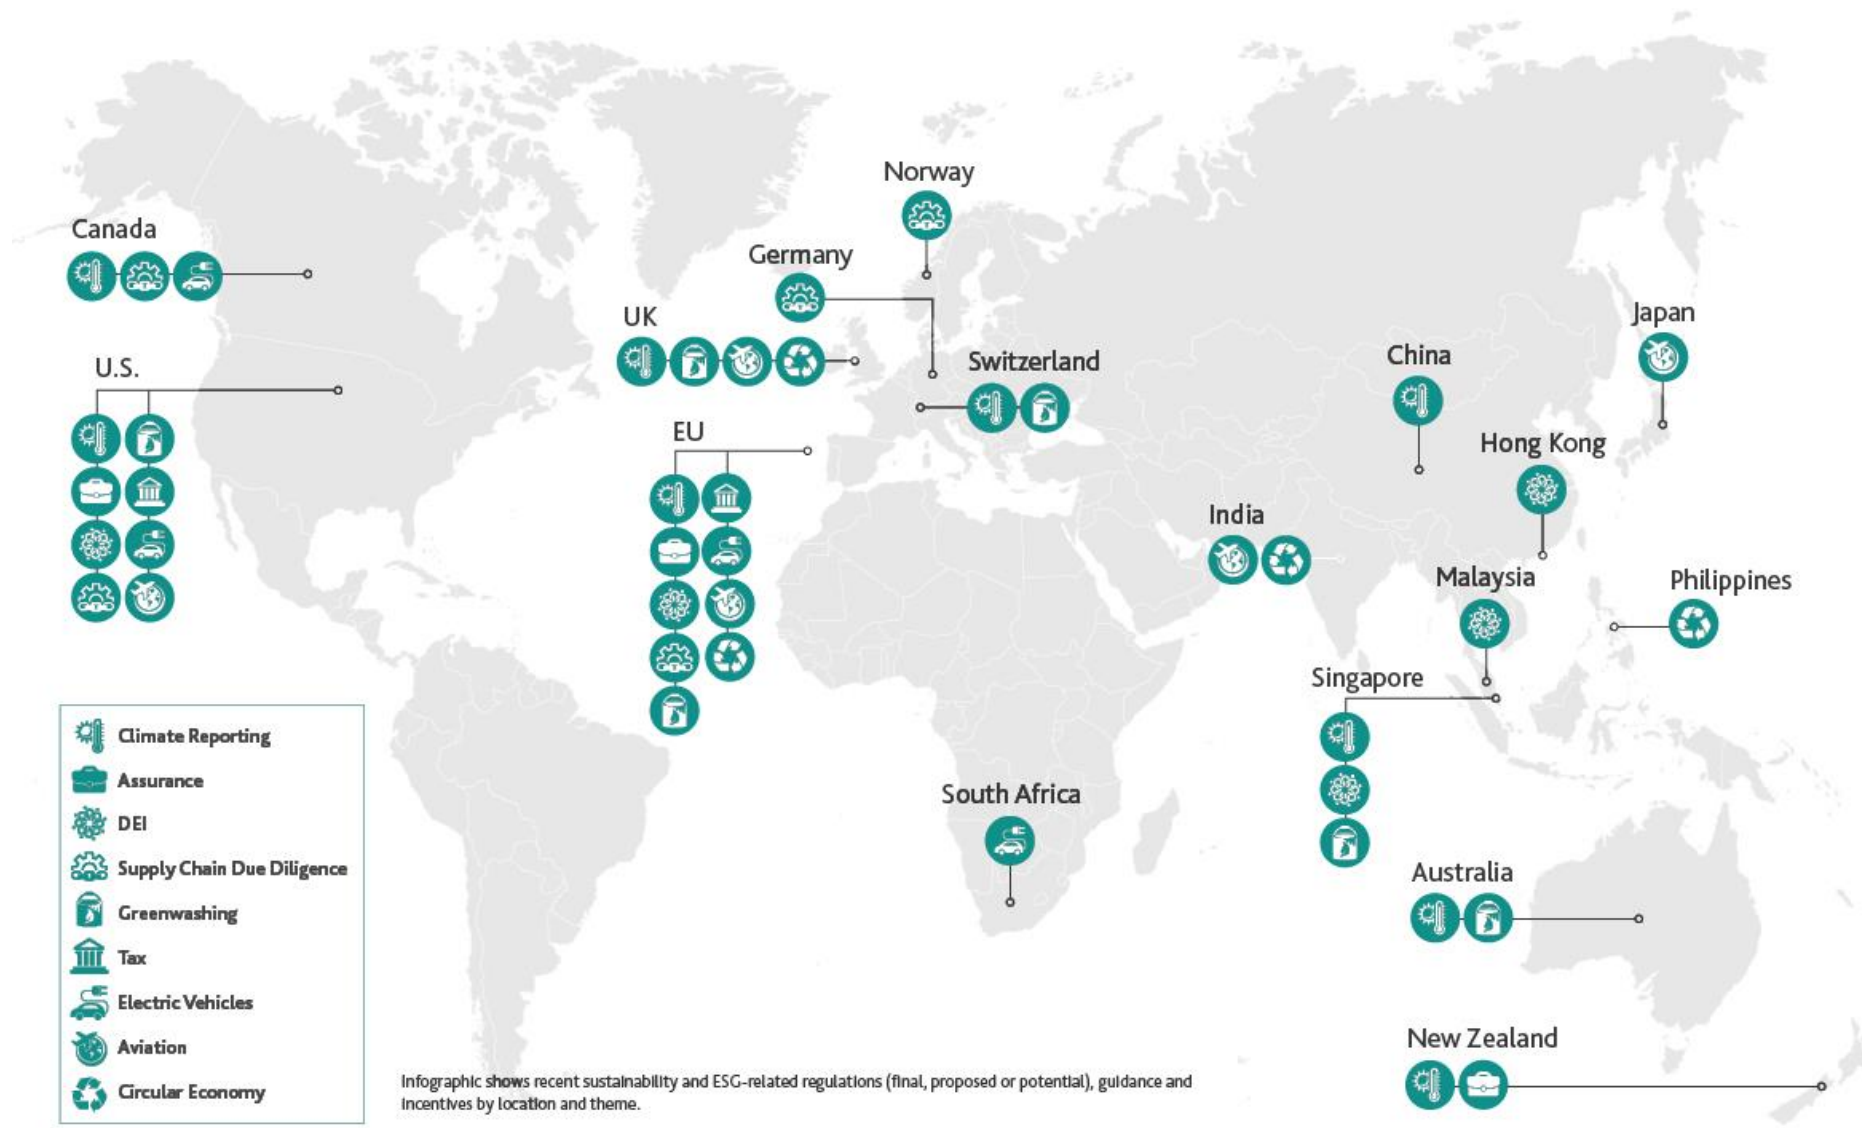 Norway
Canada
Germany
UK
Japan
U.S.
Switzerland
China
EU
Hong Kong
India
Malaysia
Philippines
Singapore
Climate Reporting
Assurance
DEI
Supply Chain Due Diligence
Greenwashing
Tax
Electric Vehicles
Aviation
Circular Economy
South Africa
Australia
New Zealand
Infographic shows recent sustainability and ESG-related regulations (final, proposed or potential), guidance and
incentives by location and theme.